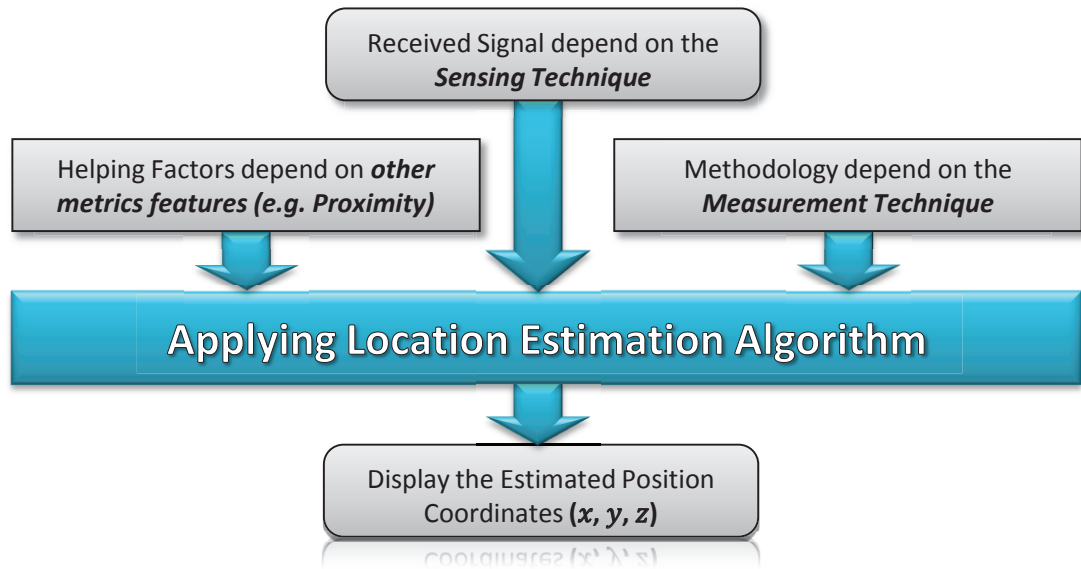 Received Signal depend on the
Sensing Technique
Helping Factors depend on other
metrics features (e.g. Proximity)
Methodology depend on the
Measurement Technique
Applying Location Estimation Algorithm
Display the Estimated Position
Coordinates (x, y, z)